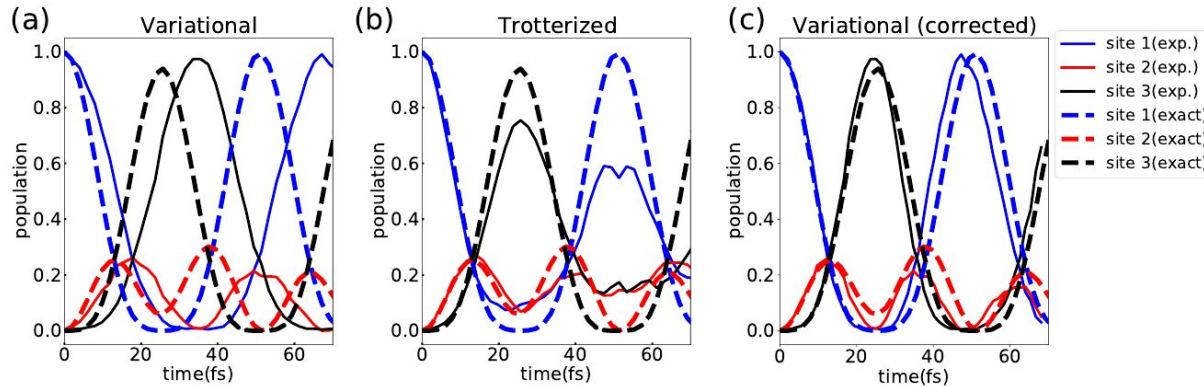 (a) Variational
(b) Trotterized
(c) Variational (corrected)
population
1.0
0.8
0.6
0.4
0.2
0.0
0 20 40 60
time(fs)
population
1.0
0.8
0.6
0.4
0.2
0.0
0 20 40 60
time(fs)
population
1.0
0.8
0.6
0.4
0.2
0.0
0 20 40 60
time(fs)
site 1(exp.)
site 2(exp.)
site 3(exp.)
site 1(exact)
site 2(exact)
site 3(exact)